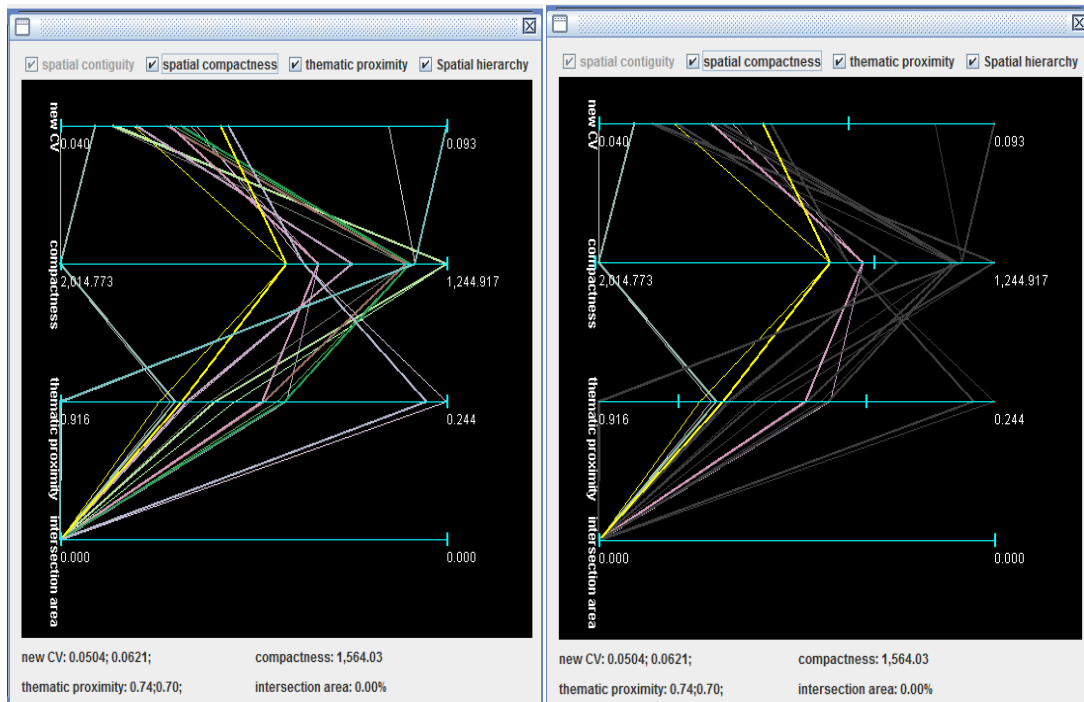 spatial contiguity spatial compactness thematic proximity Spatial hierarchy
new CV
0.040
0.093
compactness
2,014.773
1,244.917
thematic proximity
0.916
0.244
intersection area
0.000
0.000
new CV: 0.0504; 0.0621; compactness: 1,564.03
thematic proximity: 0.74;0.70; intersection area: 0.00%
spatial contiguity spatial compactness thematic proximity Spatial hierarchy
new CV
0.040
0.093
compactness
2,014.773
1,244.917
thematic proximity
0.916
0.244
intersection area
0.000
0.000
new CV: 0.0504; 0.0621; compactness: 1,564.03
thematic proximity: 0.74;0.70; intersection area: 0.00%